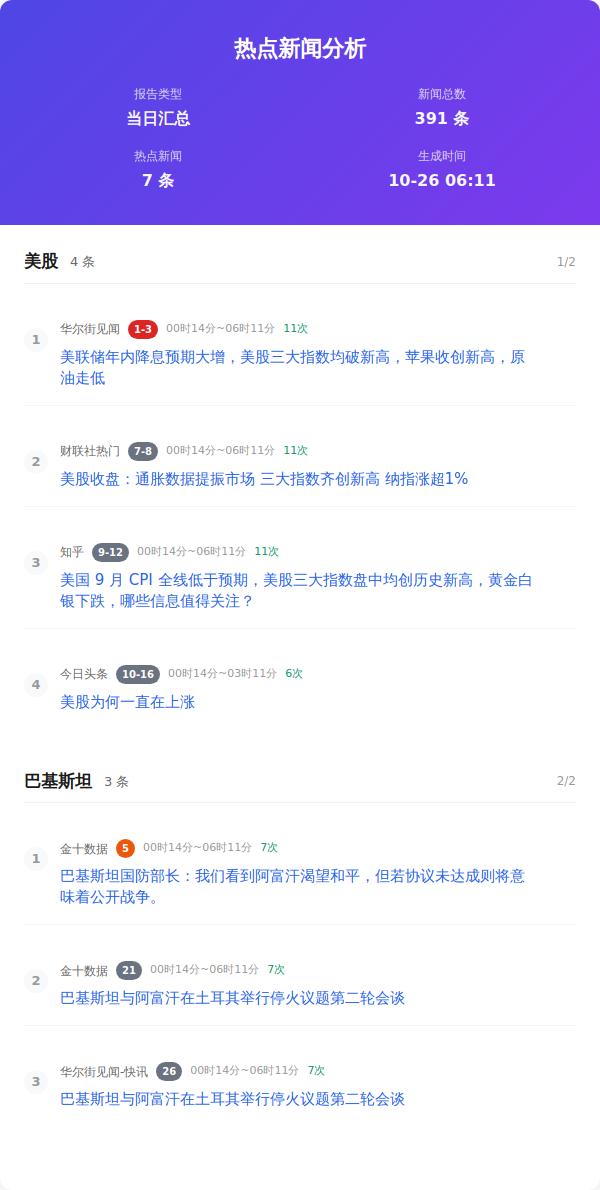 热点新闻分析
报告类型
新闻总数
当日汇总
391 条
热点新闻
生成时间
7 条
10-26 06:11
美股 4 条 1/2
1
华尔街见闻 1-3 00时14分~06时11分 11次
美联储年内降息预期大增，美股三大指数均破新高，苹果收创新高，原
油走低
2
财联社热门 7-8 00时14分~06时11分 11次
美股收盘：通胀数据提振市场 三大指数齐创新高 纳指涨超1%
3
知乎 9-12 00时14分~06时11分 11次
美国 9 月 CPI 全线低于预期，美股三大指数盘中均创历史新高，黄金白
银下跌，哪些信息值得关注？
4
今日头条 10-16 00时14分~03时11分 6次
美股为何一直在上涨
巴基斯坦 3 条 2/2
1
金十数据 5 00时14分~06时11分 7次
巴基斯坦国防部长：我们看到阿富汗渴望和平，但若协议未达成则将意
味着公开战争。
2
金十数据 21 00时14分~06时11分 7次
巴基斯坦与阿富汗在土耳其举行停火议题第二轮会谈
3
华尔街见闻-快讯 26 00时14分~06时11分 7次
巴基斯坦与阿富汗在土耳其举行停火议题第二轮会谈